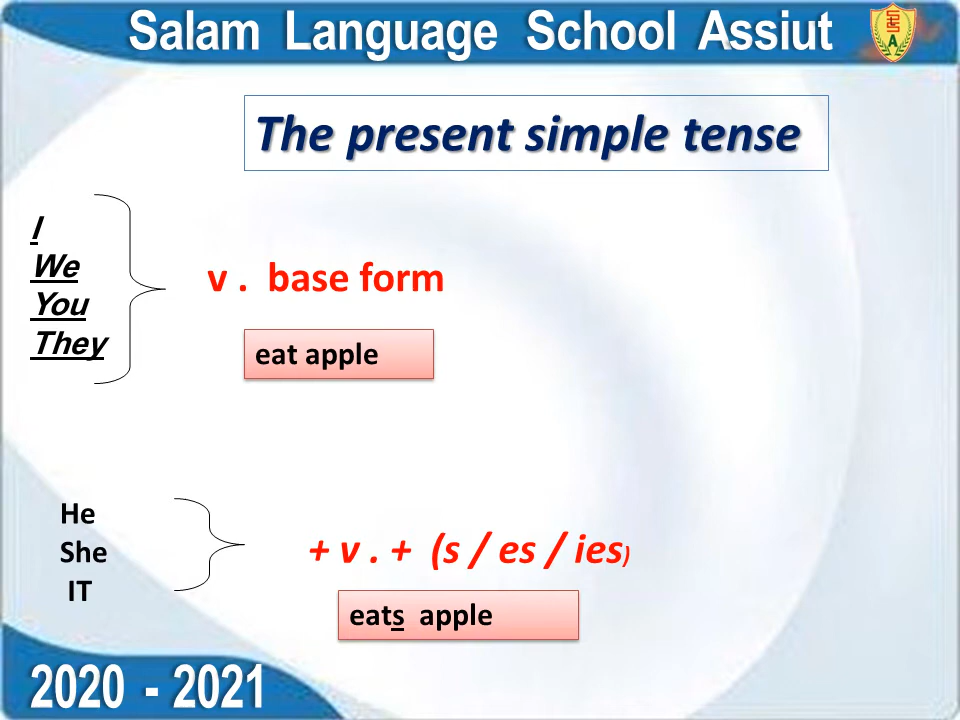 Salam Language School Assiut
The present simple tense
I
We
You
They
v . base form
eat apple
He
She
IT
+ v . + (s / es / ies)
eats apple
2020 - 2021